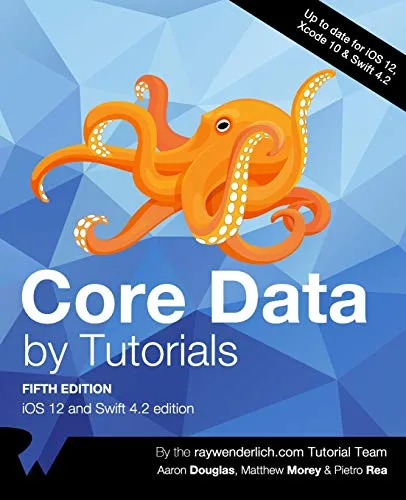 Up to date for iOS 12,
Xcode 10 & Swift 4.2
Core Data
by Tutorials
FIFTH EDITION
iOS 12 and Swift 4.2 edition
By the raywenderlich.com Tutorial Team
Aaron Douglas, Matthew Morey & Pietro Rea